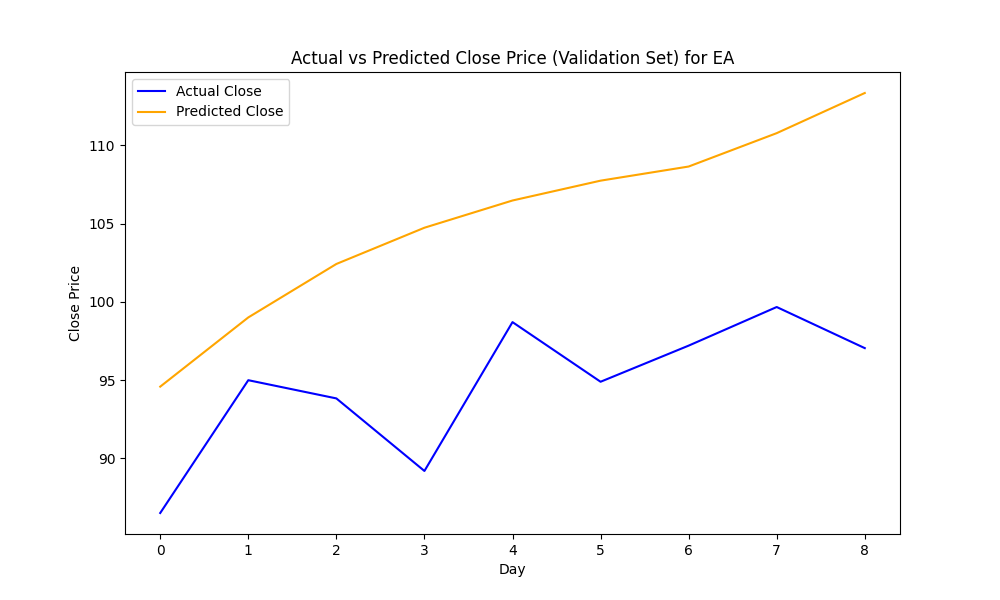 Actual vs Predicted Close Price (Validation Set) for EA
Actual Close
Predicted Close
110
105
100
95
90
Close Price
0 1 2 3 4 5 6 7 8
Day